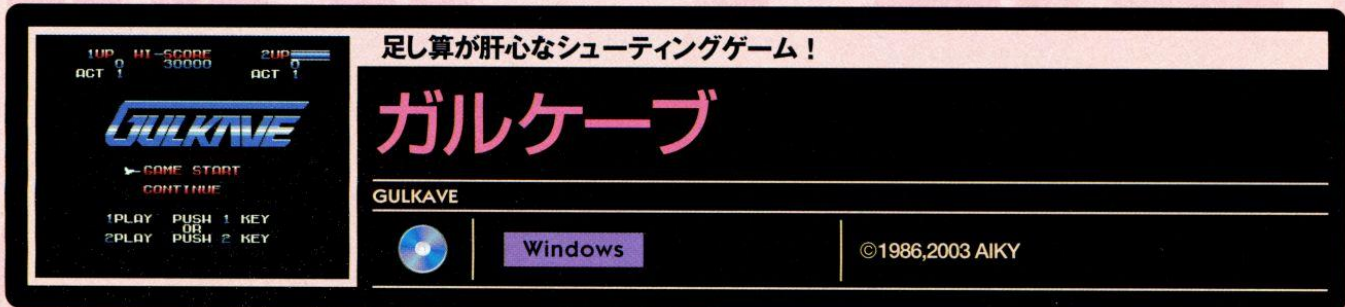 1UP HI-SCORE 2UP
0 30000 0
ACT 1 ACT 1
GULKAVE
GAME START
CONTINUE
1PLAY PUSH 1 KEY
OR
2PLAY PUSH 2 KEY
足し算が肝心なシューティングゲーム！
ガルケーブ
GULKAVE
Windows
©1986,2003 AIKY